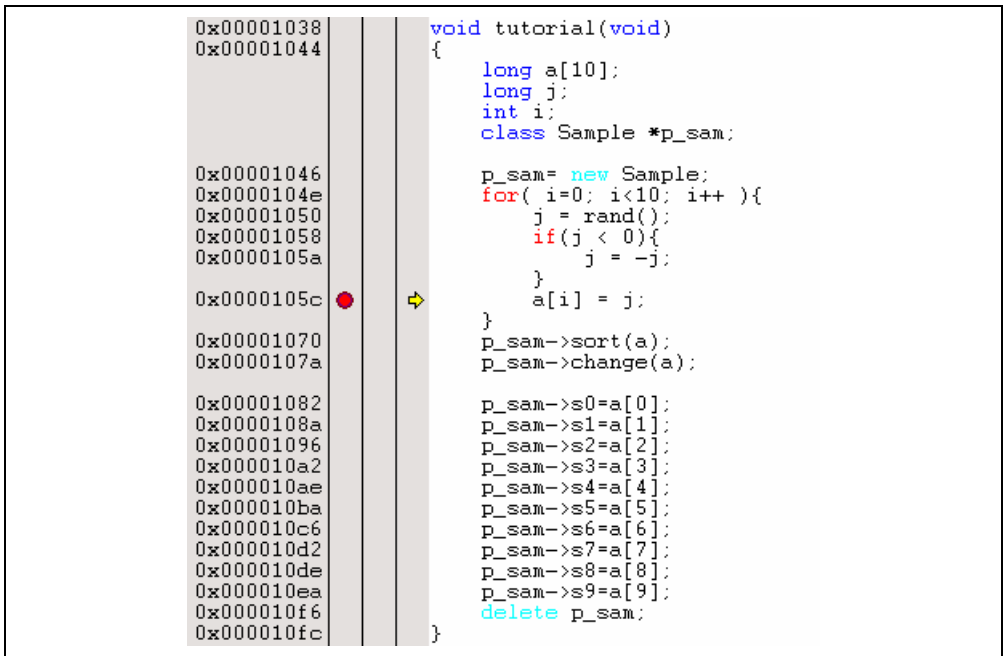 0x00001038 void tutorial(void)
0x00001044 {
long a[10];
long j;
int i;
class Sample *p_sam;
0x00001046 p_sam= new Sample;
0x0000104e for( i=0; i<10; i++ ){
0x00001050 j = rand();
0x00001058 if(j < 0){
0x0000105a j = -j;
}
0x0000105c a[i] = j;
}
0x00001070 p_sam->sort(a);
0x0000107a p_sam->change(a);
0x00001082 p_sam->s0=a[0];
0x0000108a p_sam->s1=a[1];
0x00001096 p_sam->s2=a[2];
0x000010a2 p_sam->s3=a[3];
0x000010ae p_sam->s4=a[4];
0x000010ba p_sam->s5=a[5];
0x000010c6 p_sam->s6=a[6];
0x000010d2 p_sam->s7=a[7];
0x000010de p_sam->s8=a[8];
0x000010ea p_sam->s9=a[9];
0x000010f6 delete p_sam;
0x000010fc }